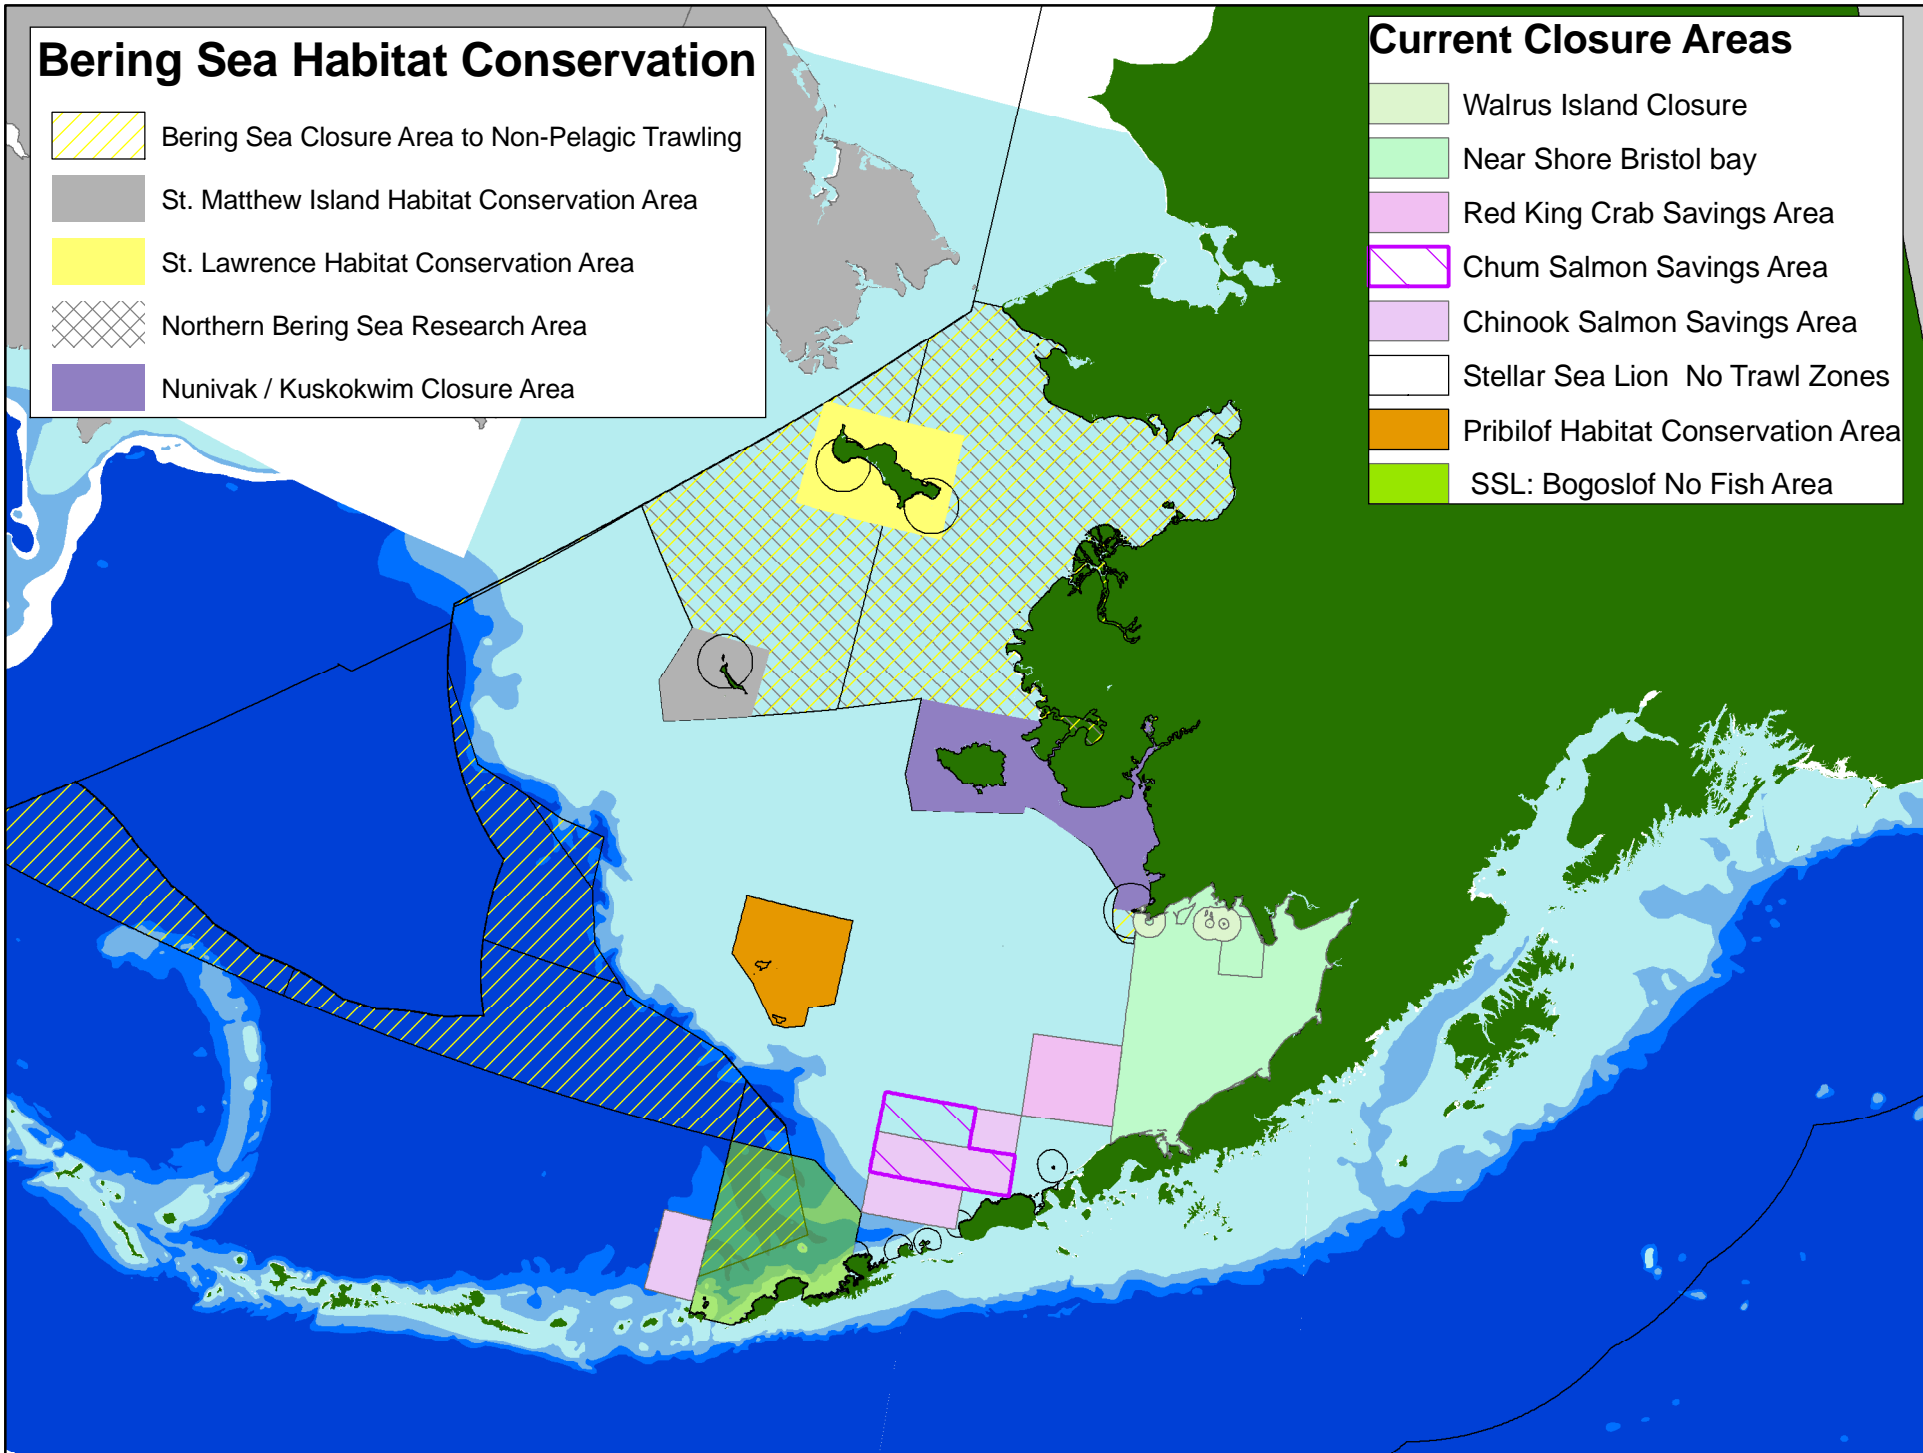 Bering Sea Habitat Conservation
Bering Sea Closure Area to Non-Pelagic Trawling
St. Matthew Island Habitat Conservation Area
St. Lawrence Habitat Conservation Area
Northern Bering Sea Research Area
Nunivak / Kuskokwim Closure Area
Current Closure Areas
Walrus Island Closure
Near Shore Bristol bay
Red King Crab Savings Area
Chum Salmon Savings Area
Chinook Salmon Savings Area
Stellar Sea Lion  No Trawl Zones
Pribilof Habitat Conservation Area
SSL: Bogoslof No Fish Area